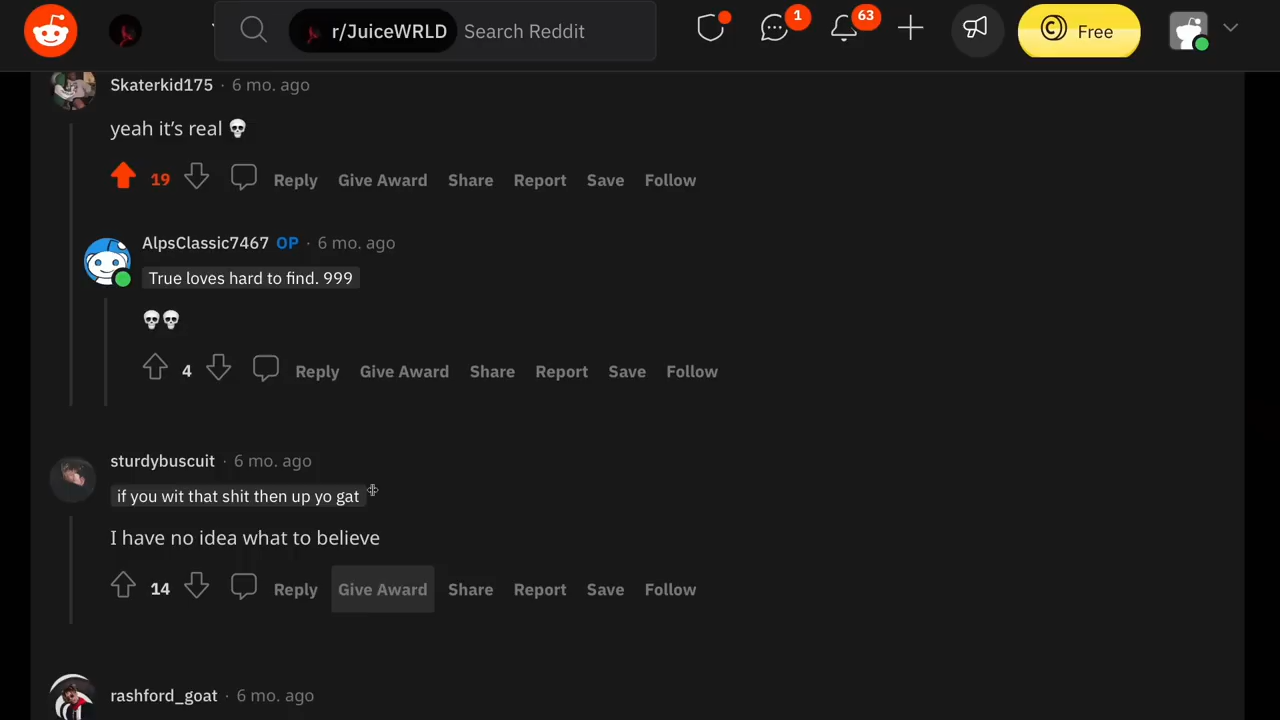 r/JuiceWRLD Search Reddit 1 63 Free
Skaterkid175 · 6 mo. ago
yeah it's real 💀
19 Reply Give Award Share Report Save Follow
AlpsClassic7467 OP · 6 mo. ago
True loves hard to find. 999
💀💀
4 Reply Give Award Share Report Save Follow
sturdybuscuit · 6 mo. ago
if you wit that shit then up yo gat
I have no idea what to believe
14 Reply Give Award Share Report Save Follow
rashford_goat · 6 mo. ago